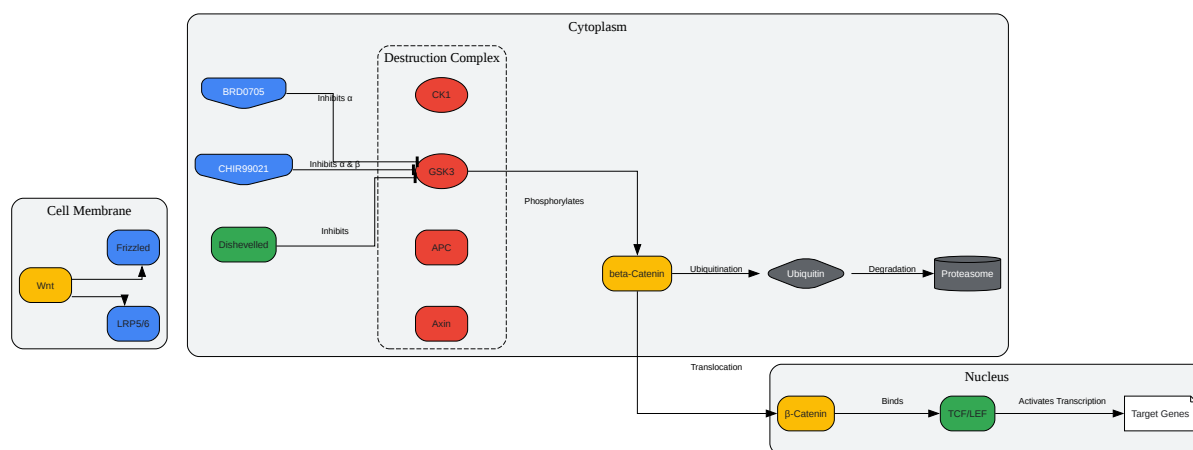 Cytoplasm
Destruction Complex
BRD0705
Inhibits α
CK1
CHIR99021
Inhibits α & β
GSK3
Phosphorylates
Cell Membrane
Frizzled
Wnt
LRP5/6
Dishevelled
Inhibits
APC
Axin
beta-Catenin
Ubiquitination
Ubiquitin
Degradation
Proteasome
Translocation
Nucleus
β-Catenin
Binds
TCF/LEF
Activates Transcription
Target Genes